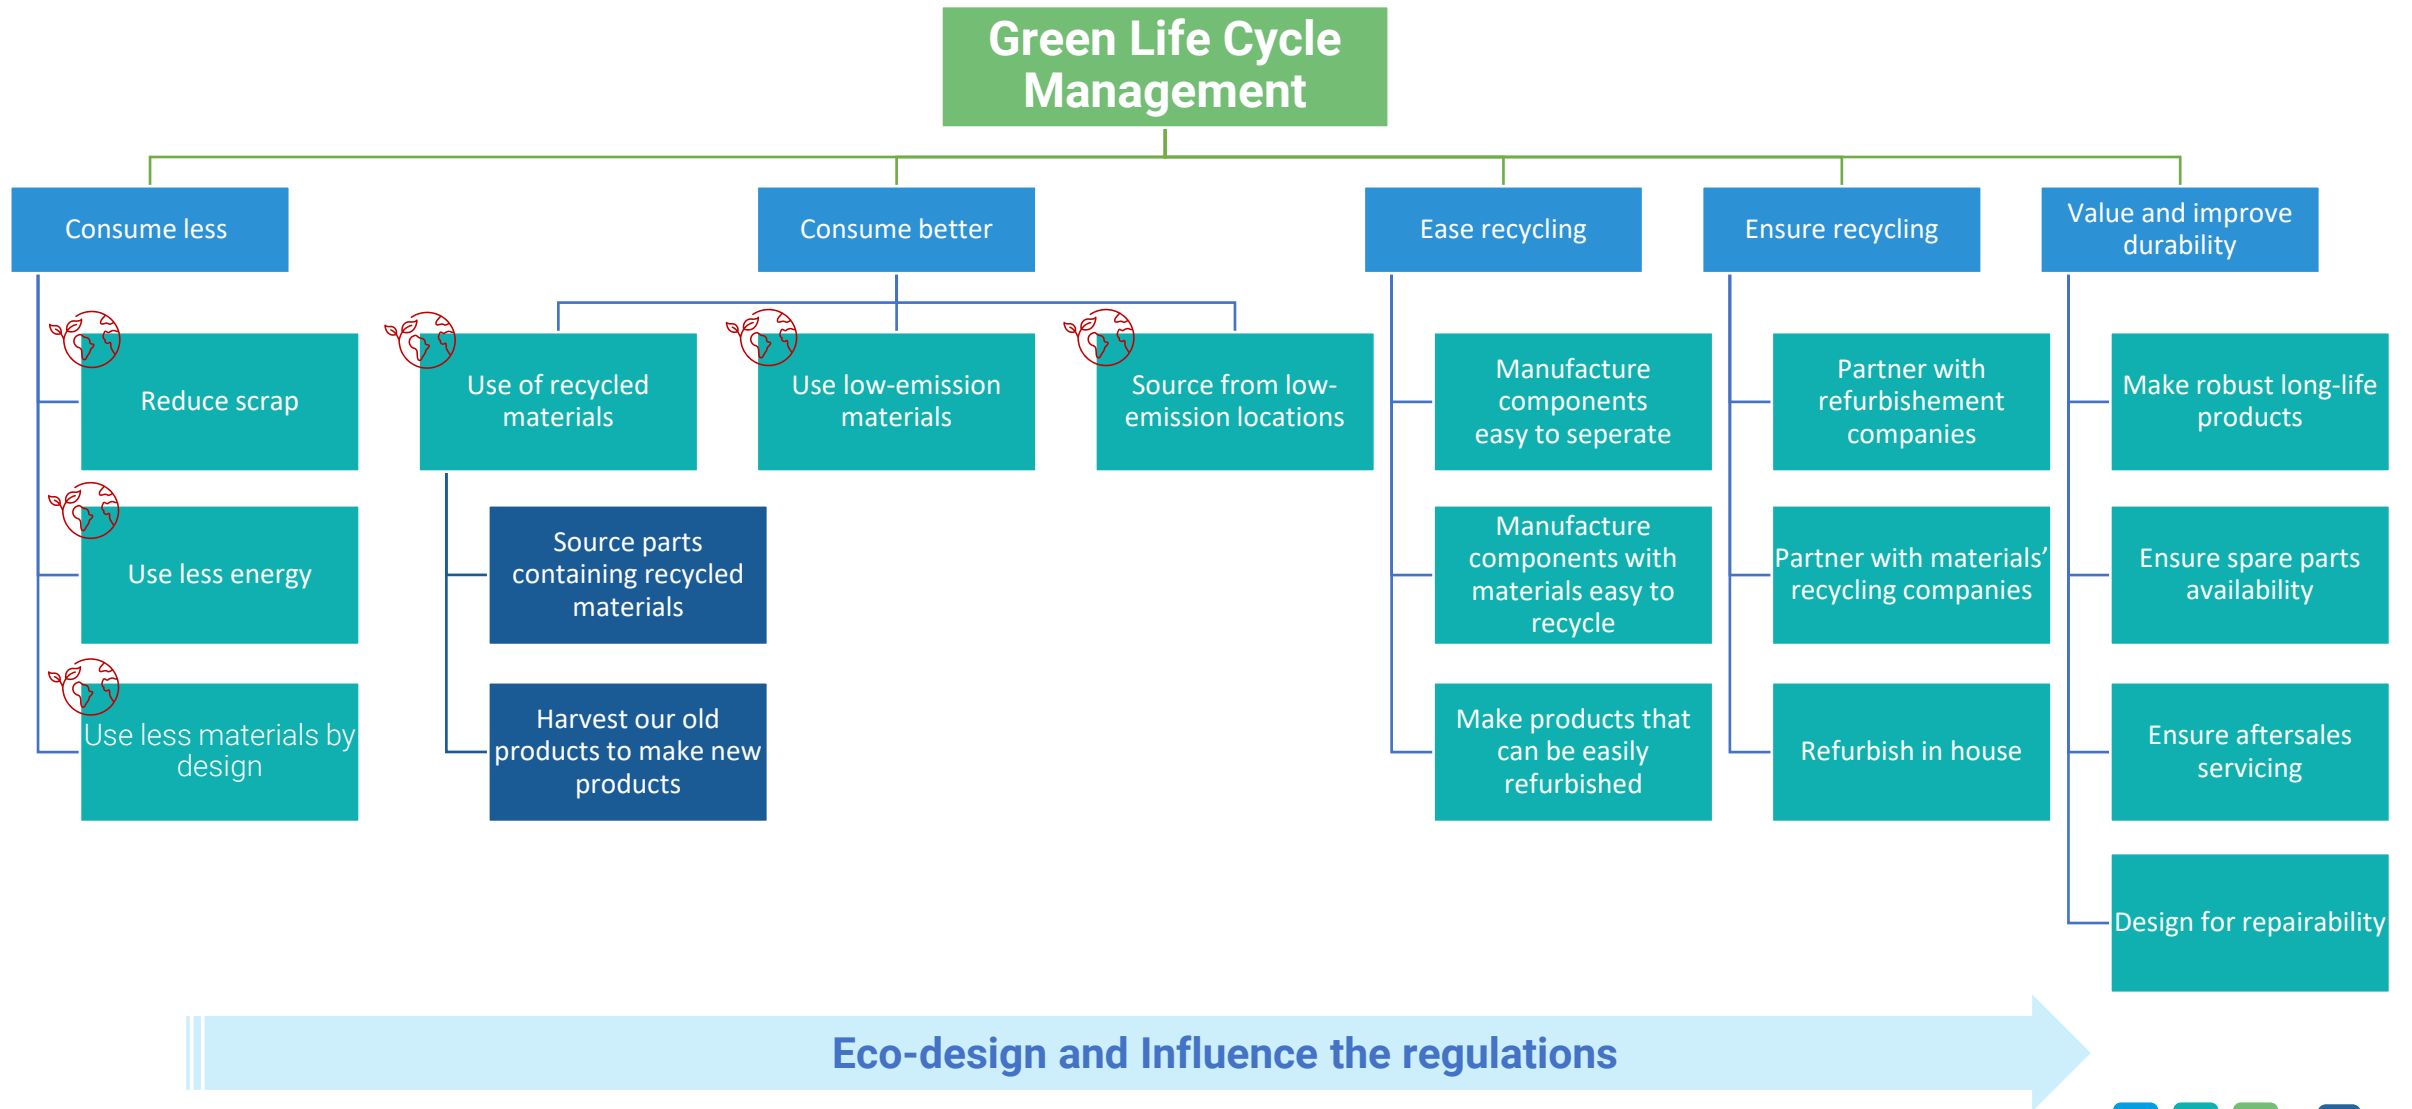 Green Life Cycle
Management
Consume less
Consume better
Ease recycling
Ensure recycling
Value and improve
durability
Reduce scrap
Use less energy
Use less materials by
design
Use of recycled
materials
Source parts
containing recycled
materials
Harvest our old
products to make new
products
Use low-emission
materials
Source from low-
emission locations
Manufacture
components
easy to seperate
Manufacture
components with
materials easy to
recycle
Make products that
can be easily
refurbished
Partner with
refurbishement
companies
Partner with materials’
recycling companies
Refurbish in house
Make robust long-life
products
Ensure spare parts
availability
Ensure aftersales
servicing
Design for repairability
Eco-design and Influence the regulations